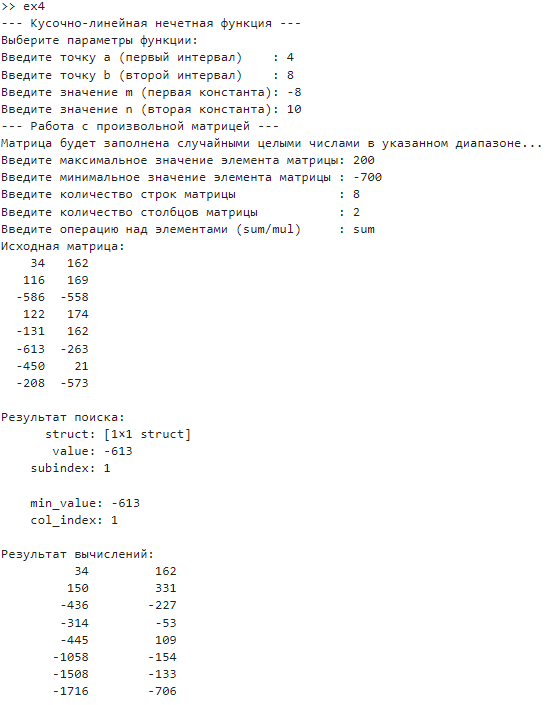 >> ex4
--- Кусочно-линейная нечетная функция ---
Выберите параметры функции:
Введите точку a (первый интервал)    : 4
Введите точку b (второй интервал)    : 8
Введите значение m (первая константа): -8
Введите значение n (вторая константа): 10
--- Работа с произвольной матрицей ---
Матрица будет заполнена случайными целыми числами в указанном диапазоне...
Введите максимальное значение элемента матрицы: 200
Введите минимальное значение элемента матрицы : -700
Введите количество строк матрицы              : 8
Введите количество столбцов матрицы           : 2
Введите операцию над элементами (sum/mul)     : sum
Исходная матрица:
    34   162
   116   169
  -586  -558
   122   174
  -131   162
  -613  -263
  -450    21
  -208  -573
Результат поиска:
      struct: [1×1 struct]
       value: -613
    subindex: 1
    min_value: -613
    col_index: 1
Результат вычислений:
          34         162
         150         331
        -436        -227
        -314         -53
        -445         109
       -1058        -154
       -1508        -133
       -1716        -706